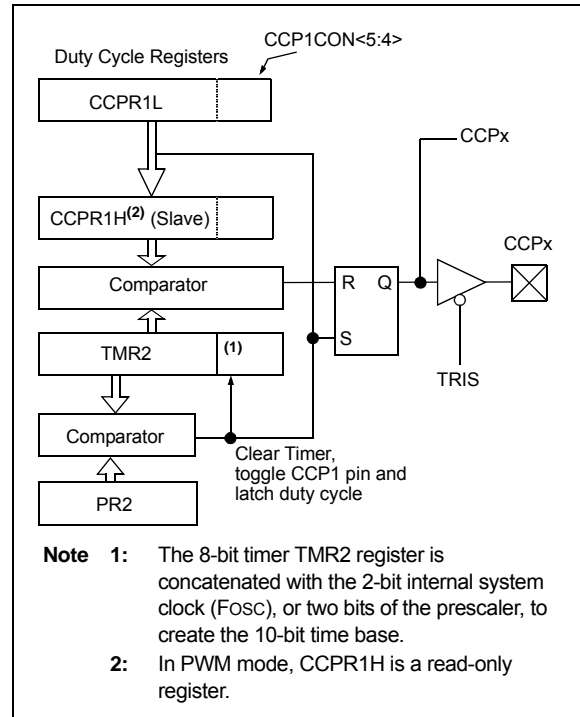 CCP1CON<5:4>
Duty Cycle Registers
CCPR1L
CCPx
CCPR1H(2) (Slave)
CCPx
Comparator
R Q
S
TMR2 (1)
TRIS
Comparator
Clear Timer,
toggle CCP1 pin and
latch duty cycle
PR2
Note 1: The 8-bit timer TMR2 register is
concatenated with the 2-bit internal system
clock (FOSC), or two bits of the prescaler, to
create the 10-bit time base.
2: In PWM mode, CCPR1H is a read-only
register.